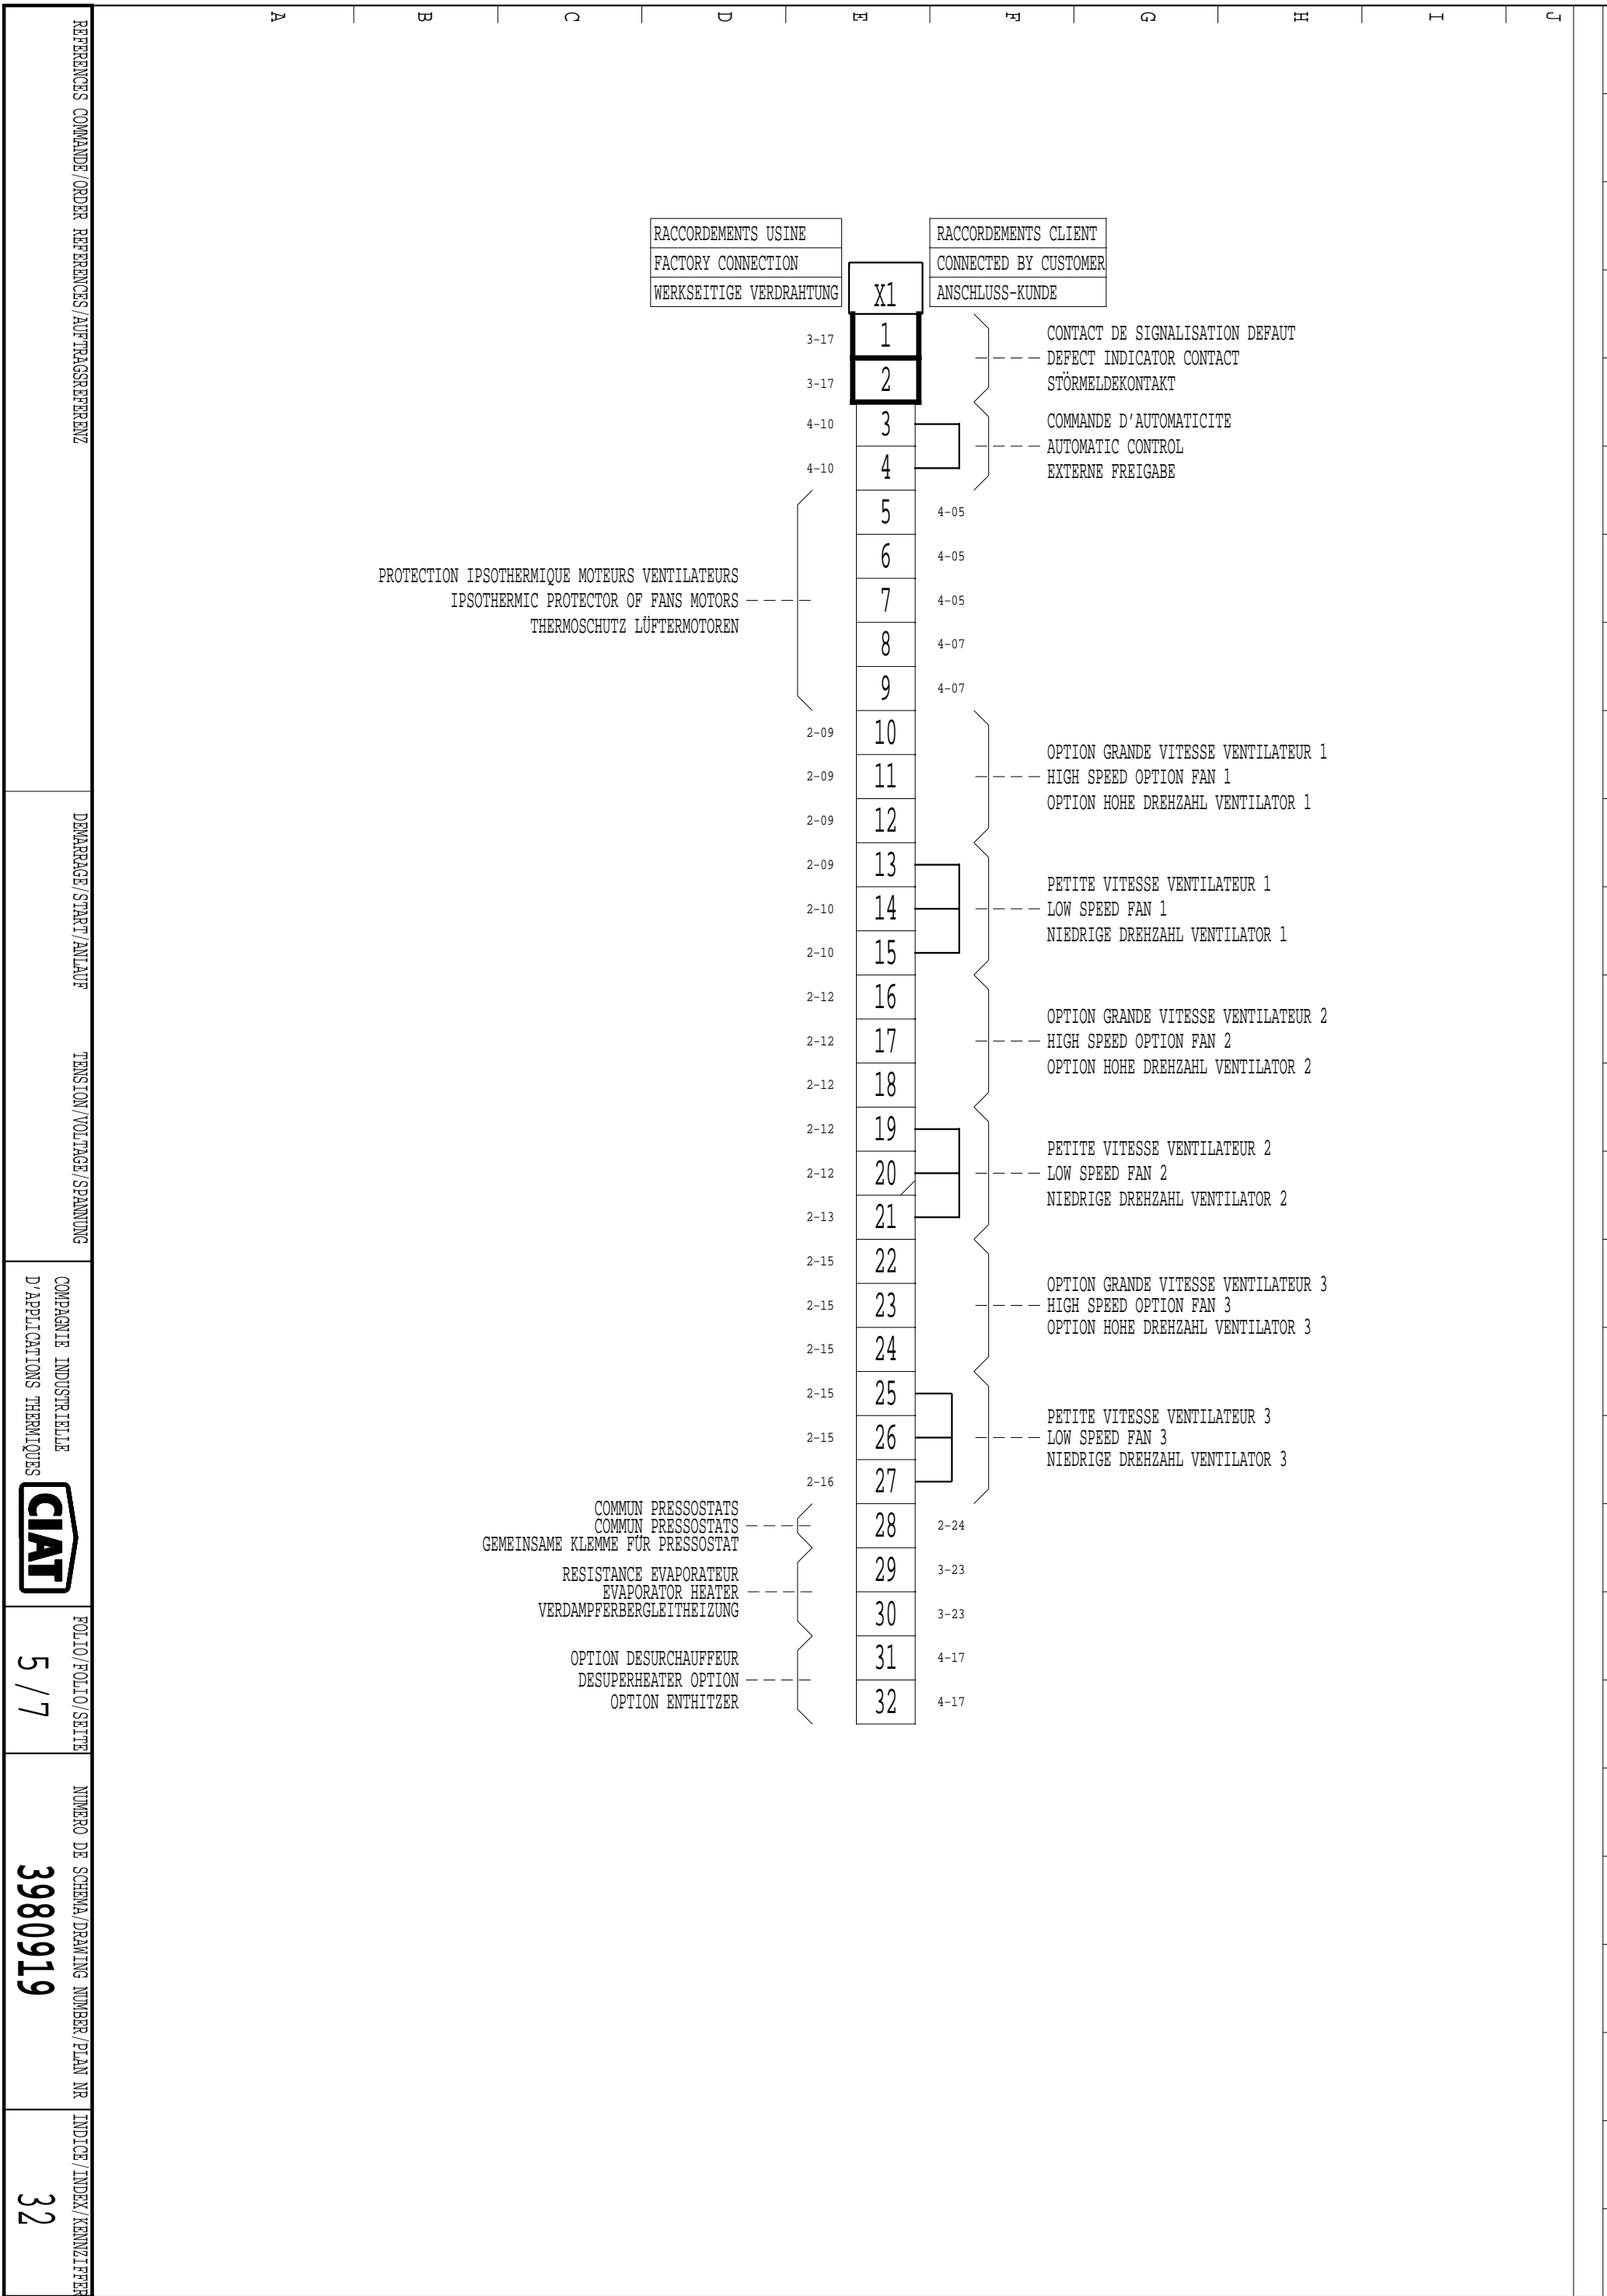 A B C D E F G H I J
RACCORDEMENTS USINE
FACTORY CONNECTION
WERKSEITIGE VERDRAHTUNG
X1
RACCORDEMENTS CLIENT
CONNECTED BY CUSTOMER
ANSCHLUSS-KUNDE
3-17 1
3-17 2
CONTACT DE SIGNALISATION DEFAUT
DEFECT INDICATOR CONTACT
STÖRMELDEKONTAKT
4-10 3
4-10 4
COMMANDE D'AUTOMATICITE
AUTOMATIC CONTROL
EXTERNE FREIGABE
PROTECTION IPSOTHERMIQUE MOTEURS VENTILATEURS
IPSOTHERMIC PROTECTOR OF FANS MOTORS
THERMOSCHUTZ LÜFTERMOTOREN
5 4-05
6 4-05
7 4-05
8 4-07
9 4-07
2-09 10
2-09 11
2-09 12
OPTION GRANDE VITESSE VENTILATEUR 1
HIGH SPEED OPTION FAN 1
OPTION HOHE DREHZAHL VENTILATOR 1
2-09 13
2-10 14
2-10 15
PETITE VITESSE VENTILATEUR 1
LOW SPEED FAN 1
NIEDRIGE DREHZAHL VENTILATOR 1
2-12 16
2-12 17
2-12 18
OPTION GRANDE VITESSE VENTILATEUR 2
HIGH SPEED OPTION FAN 2
OPTION HOHE DREHZAHL VENTILATOR 2
2-12 19
2-12 20
2-13 21
PETITE VITESSE VENTILATEUR 2
LOW SPEED FAN 2
NIEDRIGE DREHZAHL VENTILATOR 2
2-15 22
2-15 23
2-15 24
OPTION GRANDE VITESSE VENTILATEUR 3
HIGH SPEED OPTION FAN 3
OPTION HOHE DREHZAHL VENTILATOR 3
2-15 25
2-15 26
2-16 27
PETITE VITESSE VENTILATEUR 3
LOW SPEED FAN 3
NIEDRIGE DREHZAHL VENTILATOR 3
COMMUN PRESSOSTATS
COMMUN PRESSOSTATS
GEMEINSAME KLEMME FÜR PRESSOSTAT
28 2-24
RESISTANCE EVAPORATEUR
EVAPORATOR HEATER
VERDAMPFERBERGLEITHEIZUNG
29 3-23
30 3-23
OPTION DESURCHAUFFEUR
DESUPERHEATER OPTION
OPTION ENTHITZER
31 4-17
32 4-17
REFERENCES COMMANDE/ORDER REFERENCES/AUFTRAGSREFERENZ
DEMARRAGE/START/ANLAUF
TENSION/VOLTAGE/SPANNUNG
COMPAGNIE INDUSTRIELLE
D'APPLICATIONS THERMIQUES
CIAT
FOLIO/FOLIO/SEITE
5/7
NUMERO DE SCHEMA/DRAWING NUMBER/PLAN NR
3980919
INDICE/INDEX/KENNZIFFER
32